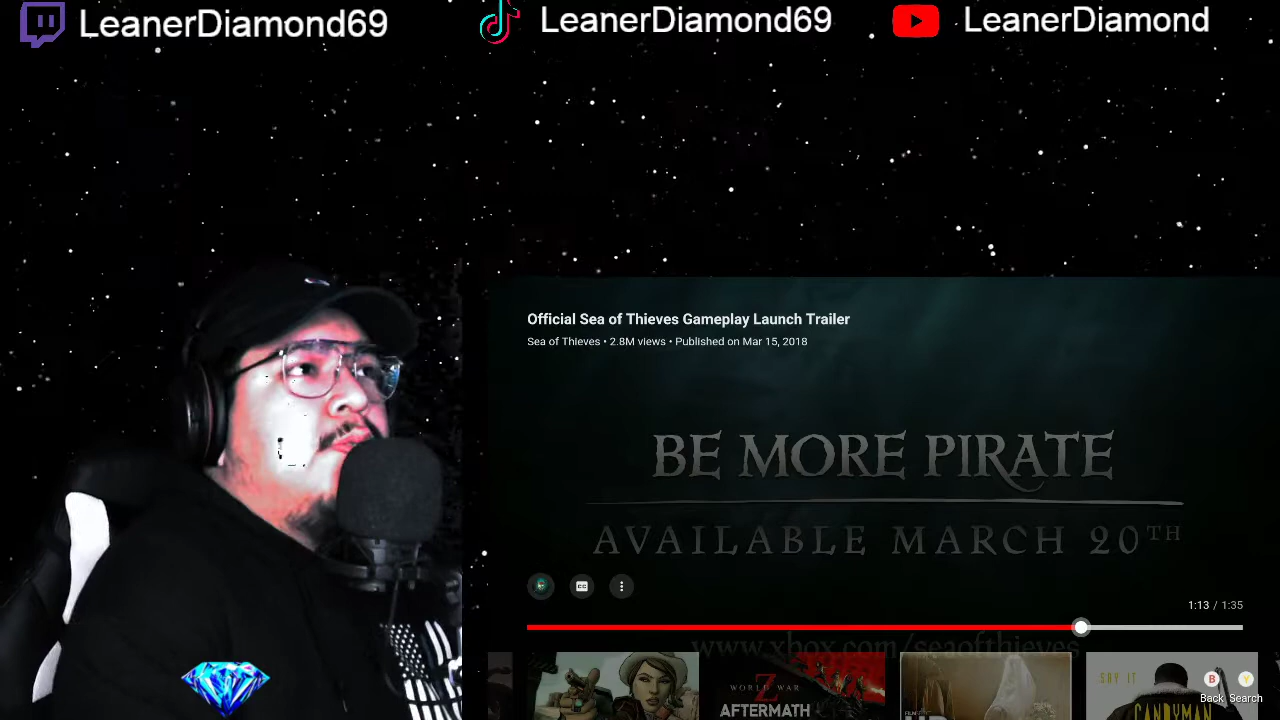 LeanerDiamond69
LeanerDiamond69
LeanerDiamond
Official Sea of Thieves Gameplay Launch Trailer
Sea of Thieves • 2.8M views • Published on Mar 15, 2018
BE MORE PIRATE
AVAILABLE MARCH 20TH
CC
1:13 / 1:35
www.xbox.com/seaofthieves
WORLD WAR
Z
AFTERMATH
SAY IT
CANDYMAN
B
Y
Back
Search